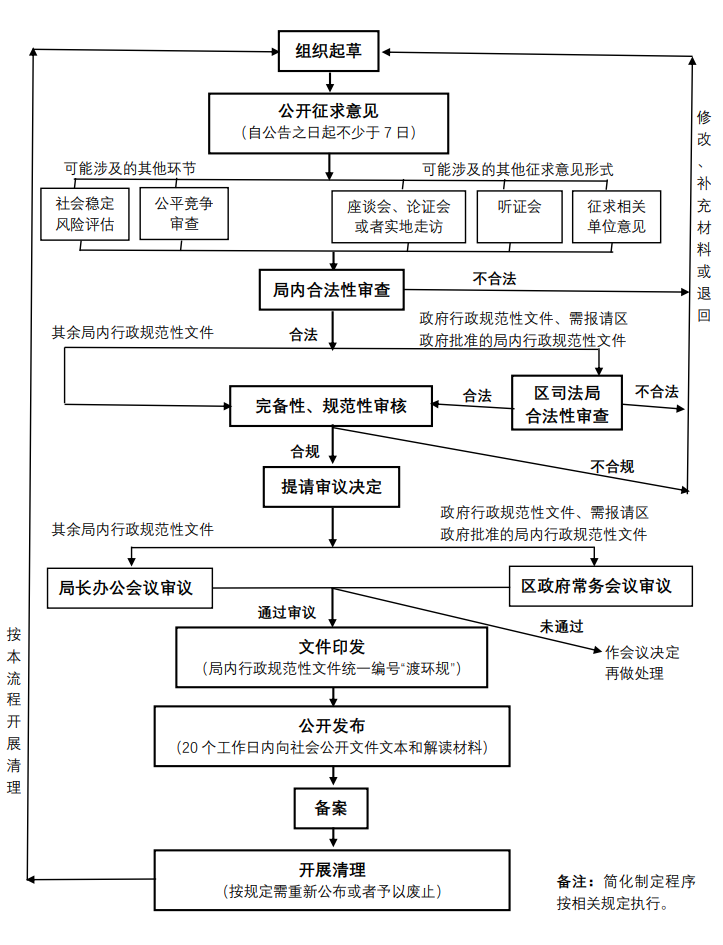 组织起草
公开征求意见
（自公告之日起不少于 7 日）
可能涉及的其他环节
可能涉及的其他征求意见形式
社会稳定
风险评估
公平竞争
审查
座谈会、论证会
或者实地走访
听证会
征求相关
单位意见
修改、补充材料或退回
局内合法性审查
不合法
合法
其余局内行政规范性文件
政府行政规范性文件、需报请区
政府批准的局内行政规范性文件
完备性、规范性审核
合法
区司法局
合法性审查
不合法
合规
不合规
提请审议决定
其余局内行政规范性文件
政府行政规范性文件、需报请区
政府批准的局内行政规范性文件
局长办公会议审议
区政府常务会议审议
通过审议
未通过
作会议决定
再做处理
文件印发
（局内行政规范性文件统一编号“渡环规”）
按本流程开展清理
公开发布
（20 个工作日内向社会公开文件文本和解读材料）
备案
开展清理
（按规定需重新公布或者予以废止）
备注：简化制定程序
按相关规定执行。